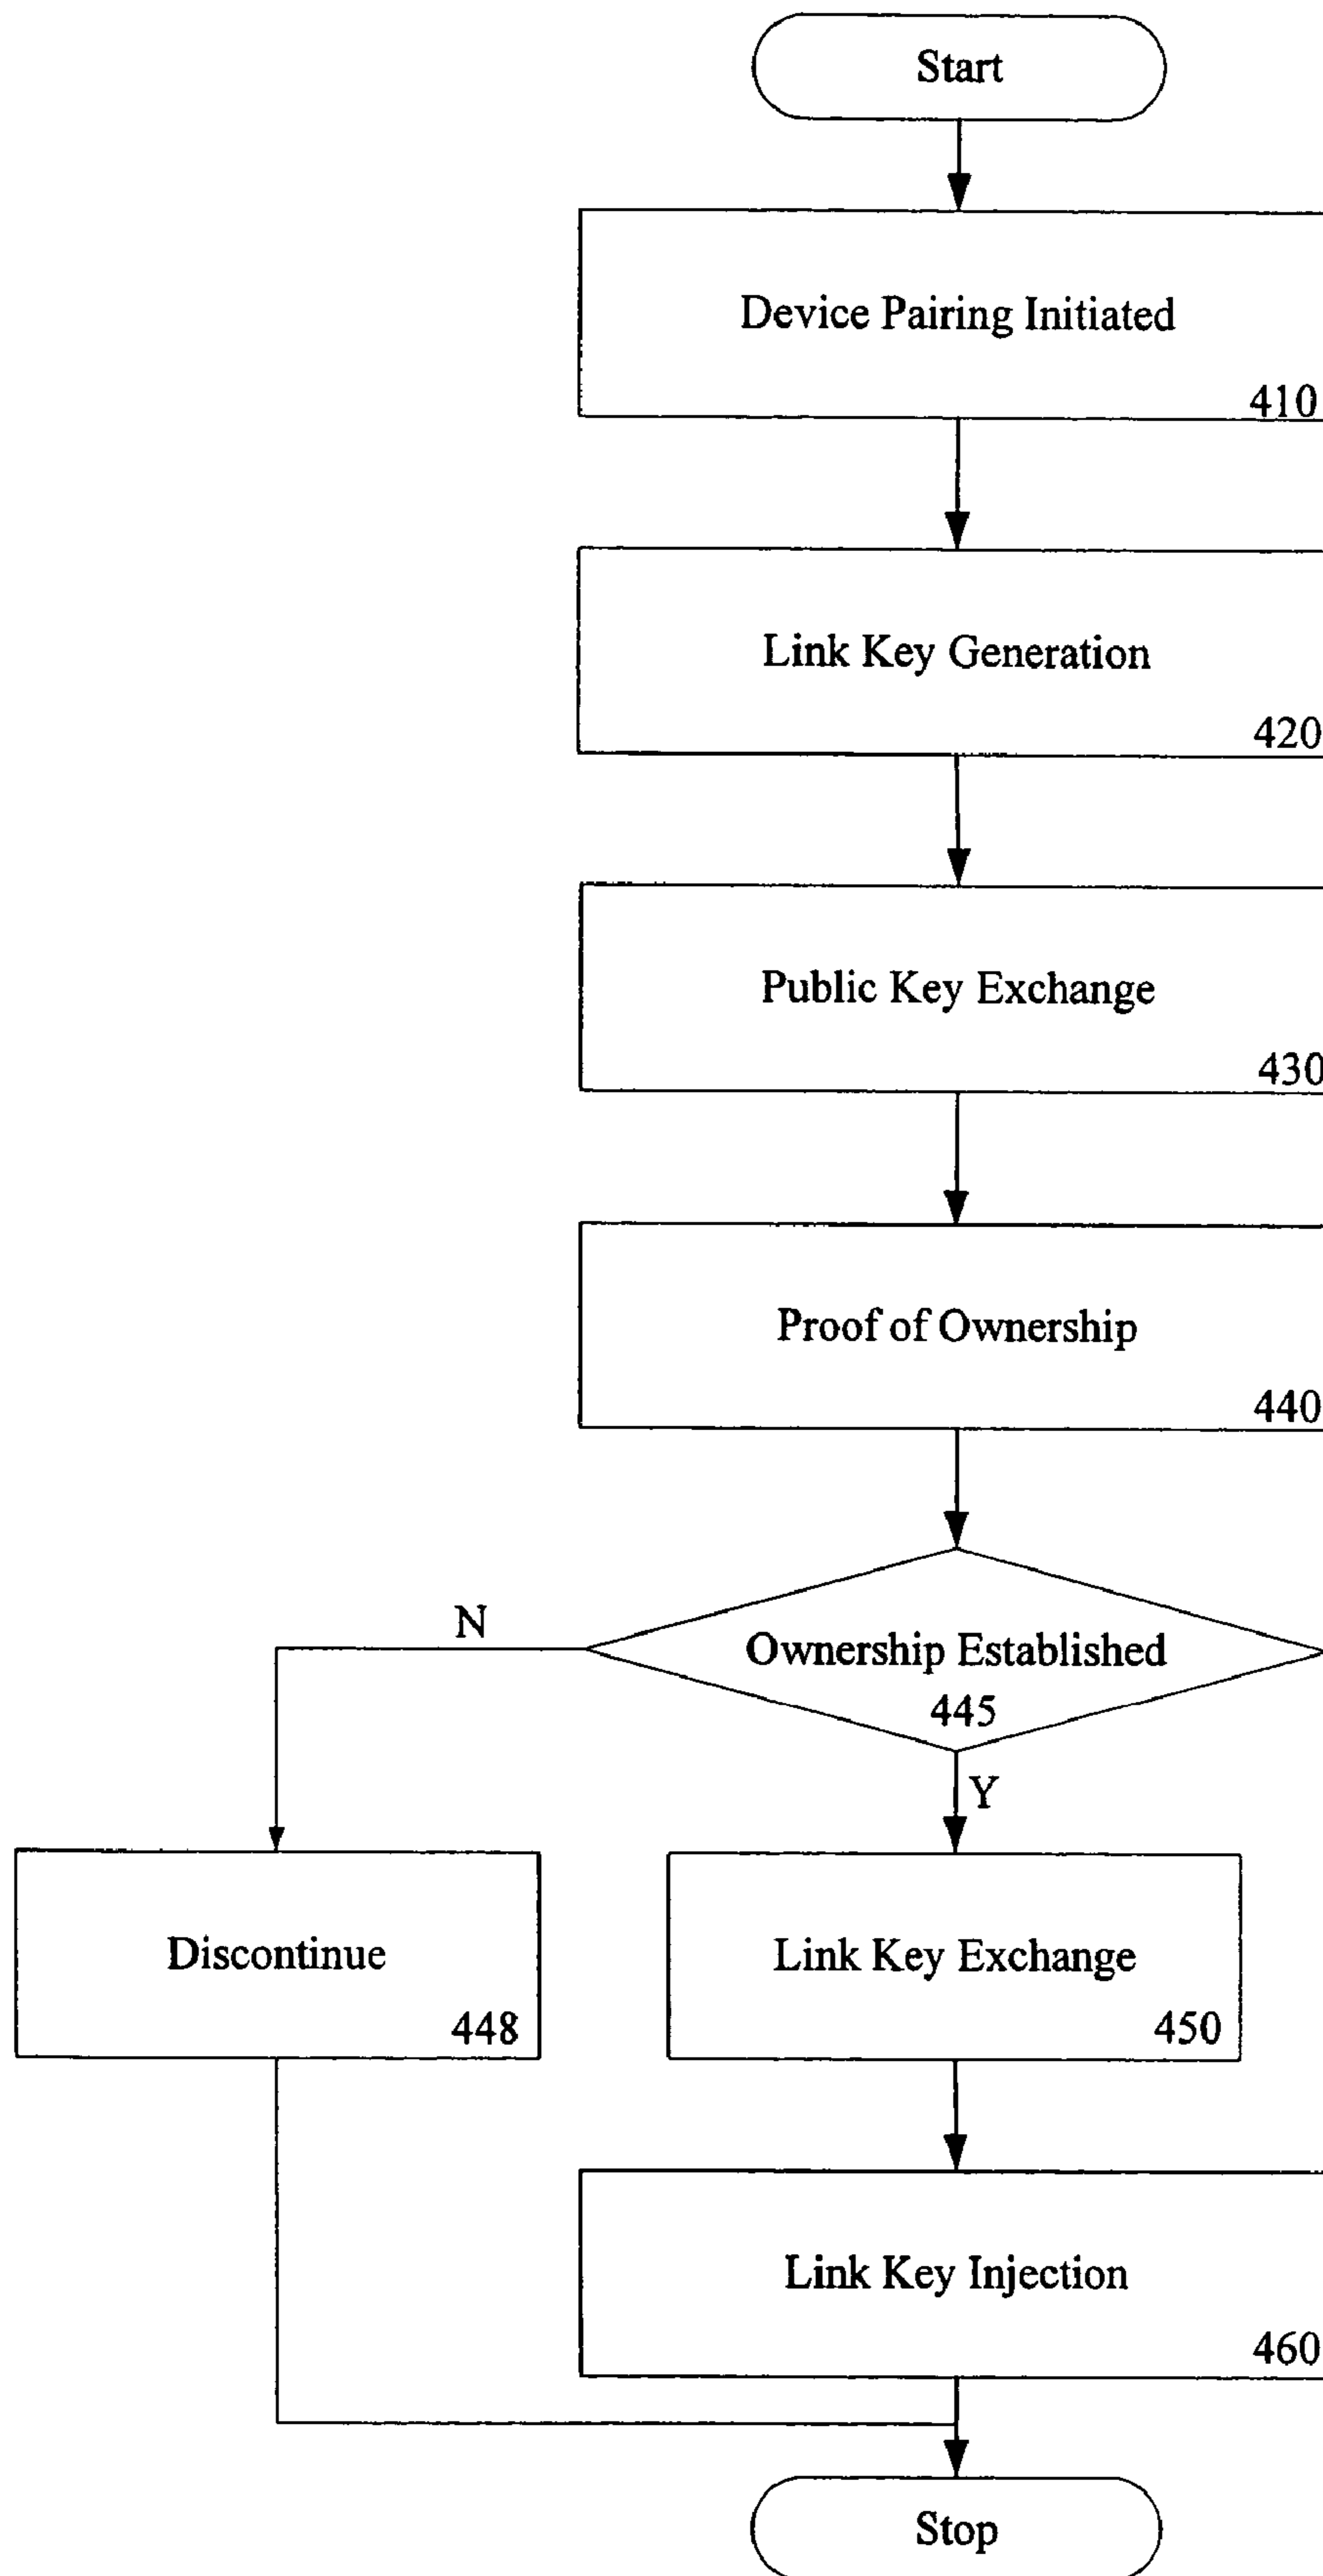 Start
Device Pairing Initiated
410
Link Key Generation
420
Public Key Exchange
430
Proof of Ownership
440
N
Ownership Established
445
Y
Discontinue
448
Link Key Exchange
450
Link Key Injection
460
Stop